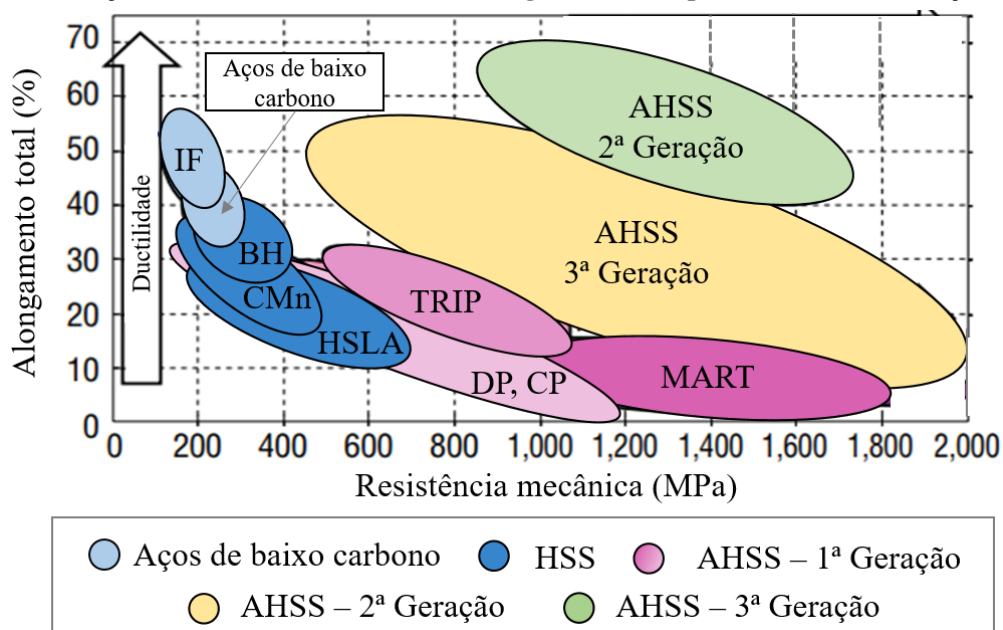 70
60
50
40
30
20
10
0
Alongamento total (%)
Ductilidade
Aços de baixo
carbono
IF
BH
CMn
HSLA
TRIP
DP, CP
MART
AHSS
2ª Geração
AHSS
3ª Geração
0 200 400 600 800 1,000 1,200 1,400 1,600 1,800 2,000
Resistência mecânica (MPa)
Aços de baixo carbono HSS AHSS – 1ª Geração
AHSS – 2ª Geração AHSS – 3ª Geração